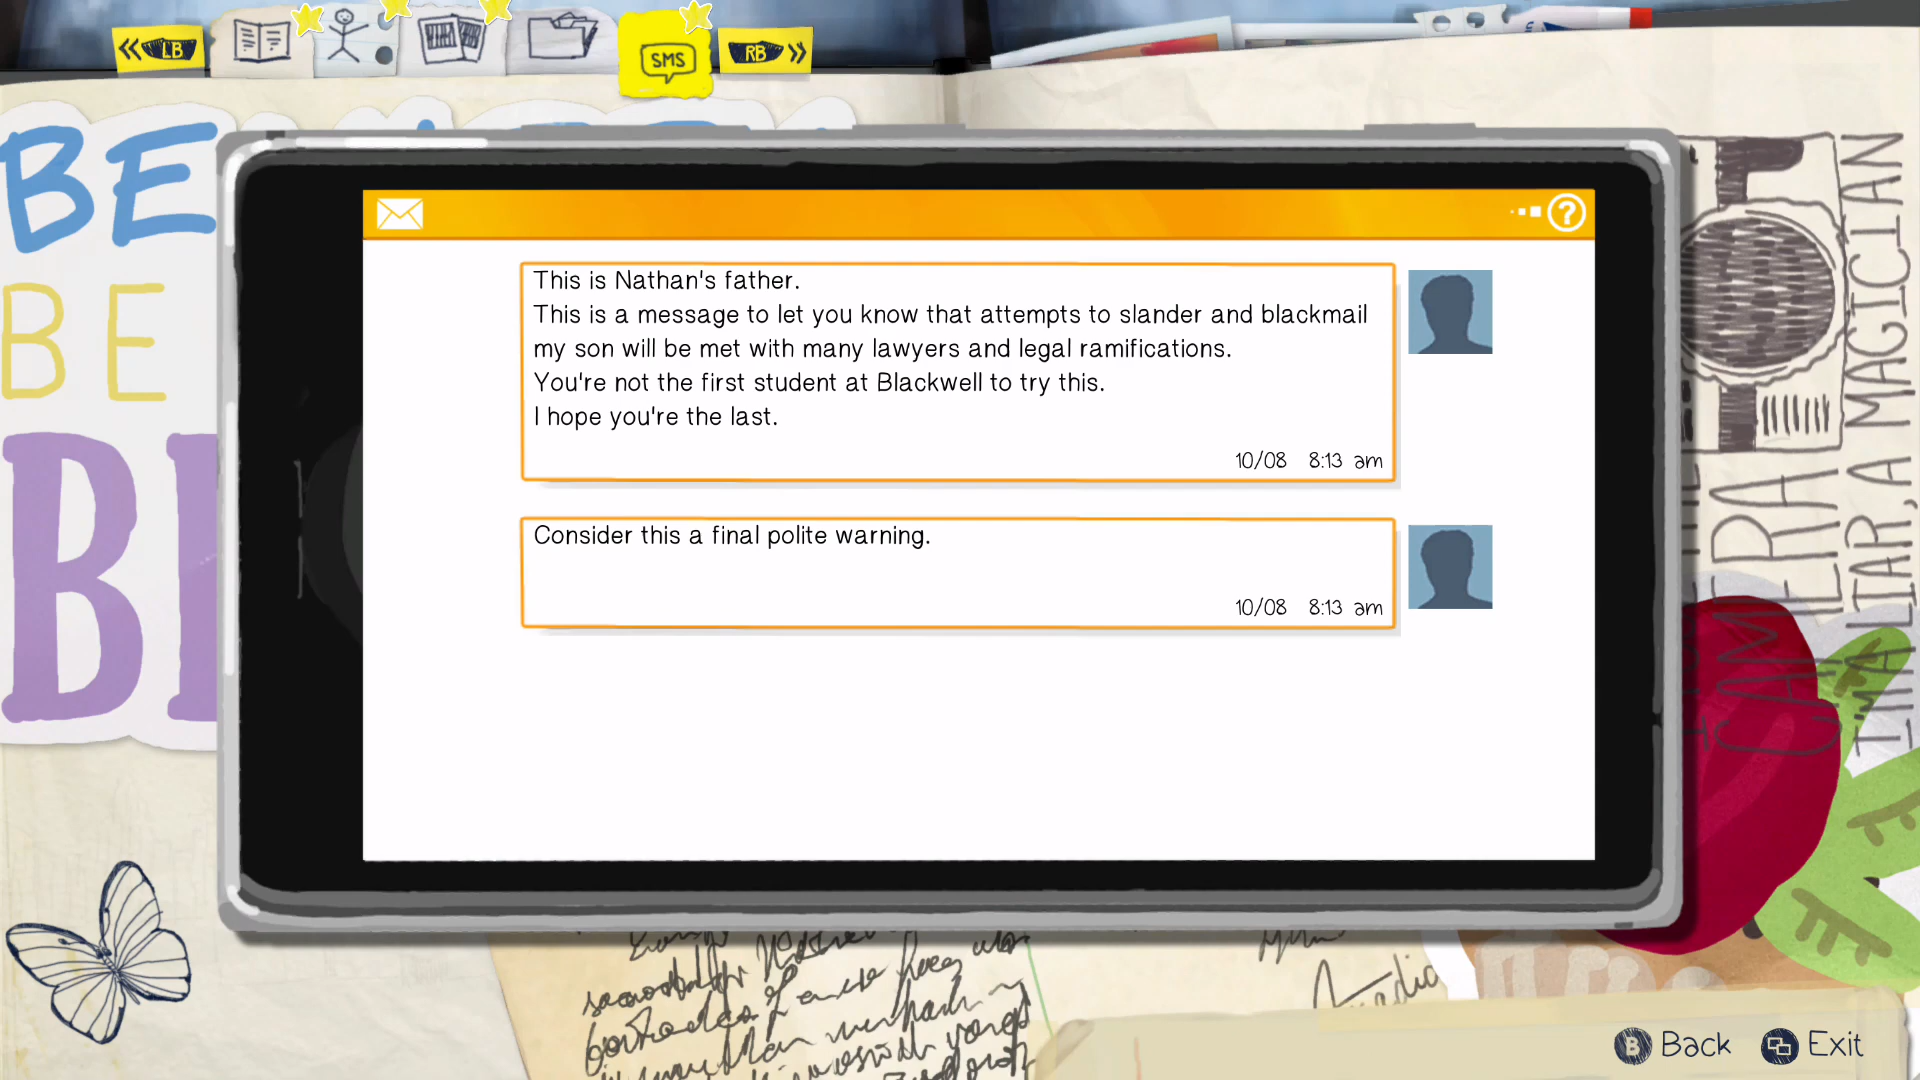 LB
SMS
RB
BE
This is Nathan's father.
This is a message to let you know that attempts to slander and blackmail
my son will be met with many lawyers and legal ramifications.
You're not the first student at Blackwell to try this.
I hope you're the last.
10/08 8:13 am
Consider this a final polite warning.
10/08 8:13 am
BE
CAMERA
I'M A LIAR, A MAGICIAN
Back
Exit